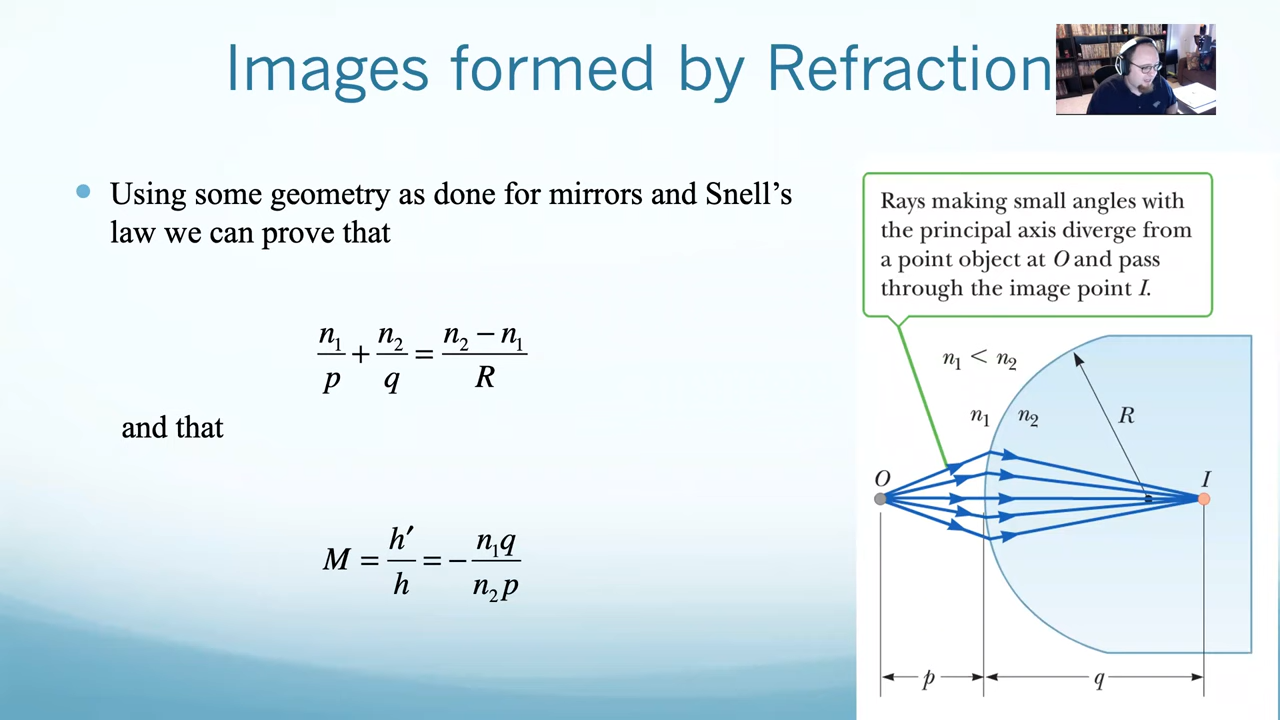 Images formed by Refraction
Using some geometry as done for mirrors and Snell's
law we can prove that
n₁/p + n₂/q = (n₂ − n₁)/R
and that
M = h′/h = − n₁q/n₂p
Rays making small angles with
the principal axis diverge from
a point object at O and pass
through the image point I.
n₁ < n₂
n₁ n₂ R
O I
p q